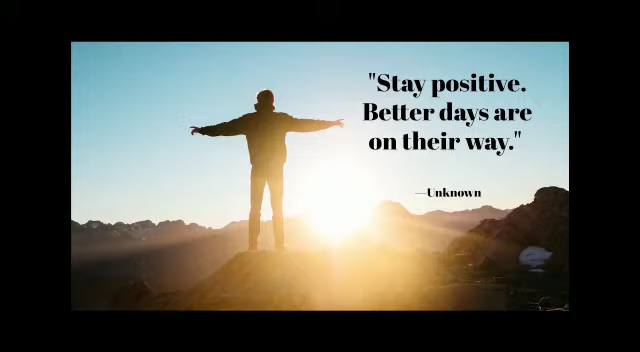 "Stay positive.
Better days are
on their way."
—Unknown